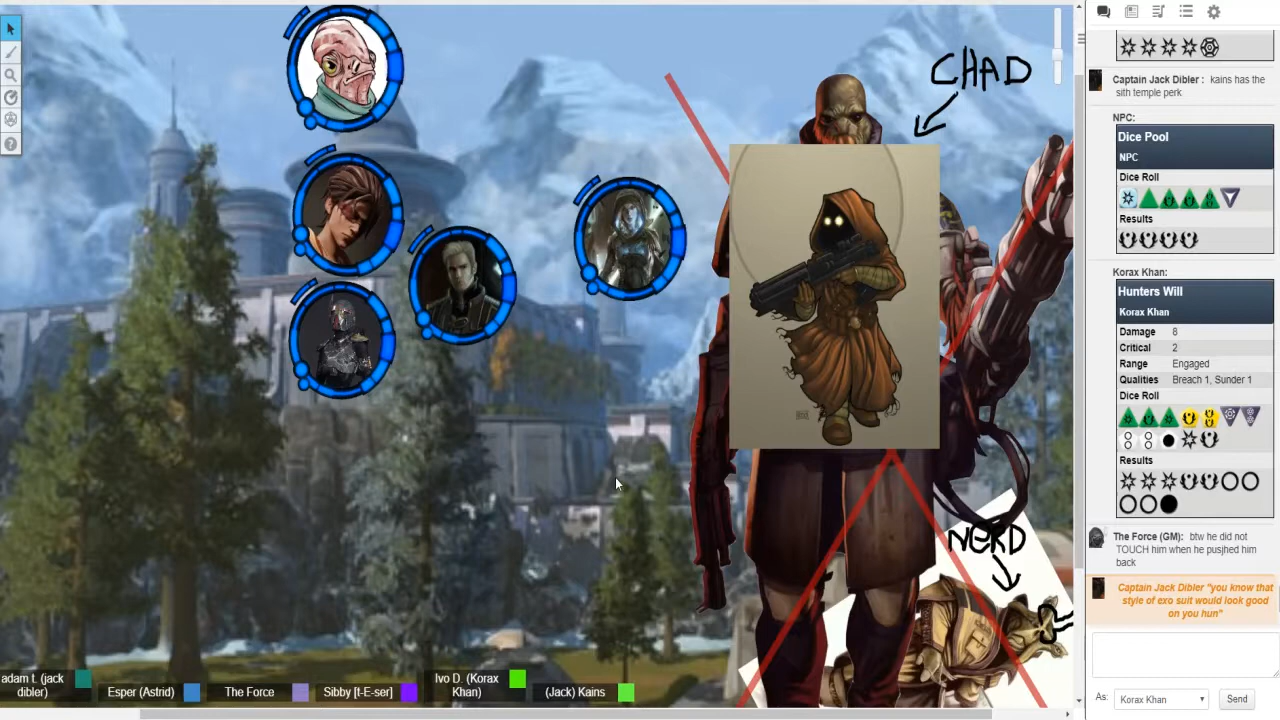 CHAD
NERD
adam t. (jack
dibler)
Esper (Astrid)
The Force
Sibby [t-E-ser]
Ivo D. (Korax
Khan)
(Jack) Kains
Captain Jack Dibler : kains has the
sith temple perk
NPC:
Dice Pool
NPC
Dice Roll
Results
Korax Khan:
Hunters Will
Korax Khan
Damage 8
Critical 2
Range Engaged
Qualities Breach 1, Sunder 1
Dice Roll
Results
The Force (GM): btw he did not
TOUCH him when he pusjhed him
back
Captain Jack Dibler "you know that
style of exo suit would look good
on you hun"
As: Korax Khan Send